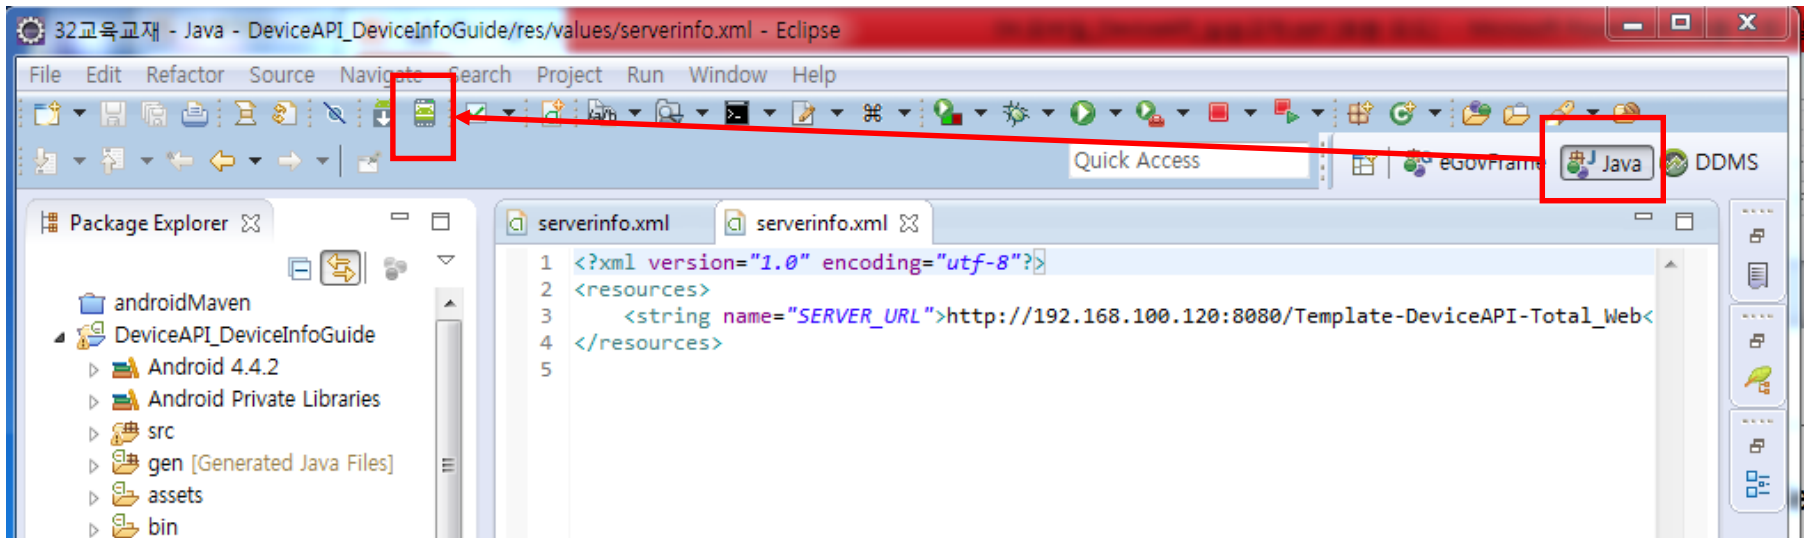 32교육교재 - Java - DeviceAPI_DeviceInfoGuide/res/values/serverinfo.xml - Eclipse
File Edit Refactor Source Navigate Search Project Run Window Help
Quick Access
eGovFrame
Java
DDMS
Package Explorer
serverinfo.xml
serverinfo.xml
androidMaven
DeviceAPI_DeviceInfoGuide
Android 4.4.2
Android Private Libraries
src
gen [Generated Java Files]
assets
bin
1 <?xml version="1.0" encoding="utf-8"?>
2 <resources>
3 <string name="SERVER_URL">http://192.168.100.120:8080/Template-DeviceAPI-Total_Web<
4 </resources>
5